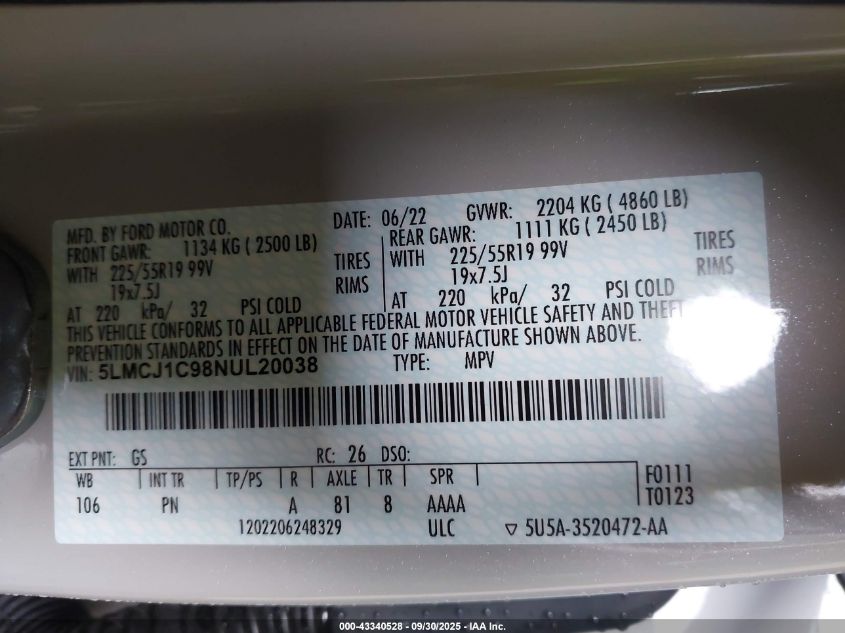 MFD. BY FORD MOTOR CO. DATE: 06/22 GVWR: 2204 KG ( 4860 LB)
FRONT GAWR: 1134 KG ( 2500 LB) REAR GAWR: 1111 KG ( 2450 LB)
WITH 225/55R19 99V TIRES WITH 225/55R19 99V TIRES
19x7.5J RIMS 19x7.5J RIMS
AT 220 kPa/ 32 PSI COLD AT 220 kPa/ 32 PSI COLD
THIS VEHICLE CONFORMS TO ALL APPLICABLE FEDERAL MOTOR VEHICLE SAFETY AND THEFT
PREVENTION STANDARDS IN EFFECT ON THE DATE OF MANUFACTURE SHOWN ABOVE.
VIN: 5LMCJ1C98NUL20038 TYPE: MPV
EXT PNT: GS RC: 26 DSO:
WB INT TR TP/PS R AXLE TR SPR F0111
106 PN A 81 8 AAAA T0123
1202206248329 ULC ▽ 5U5A-3520472-AA
000-43340528 - 09/30/2025 - IAA Inc.